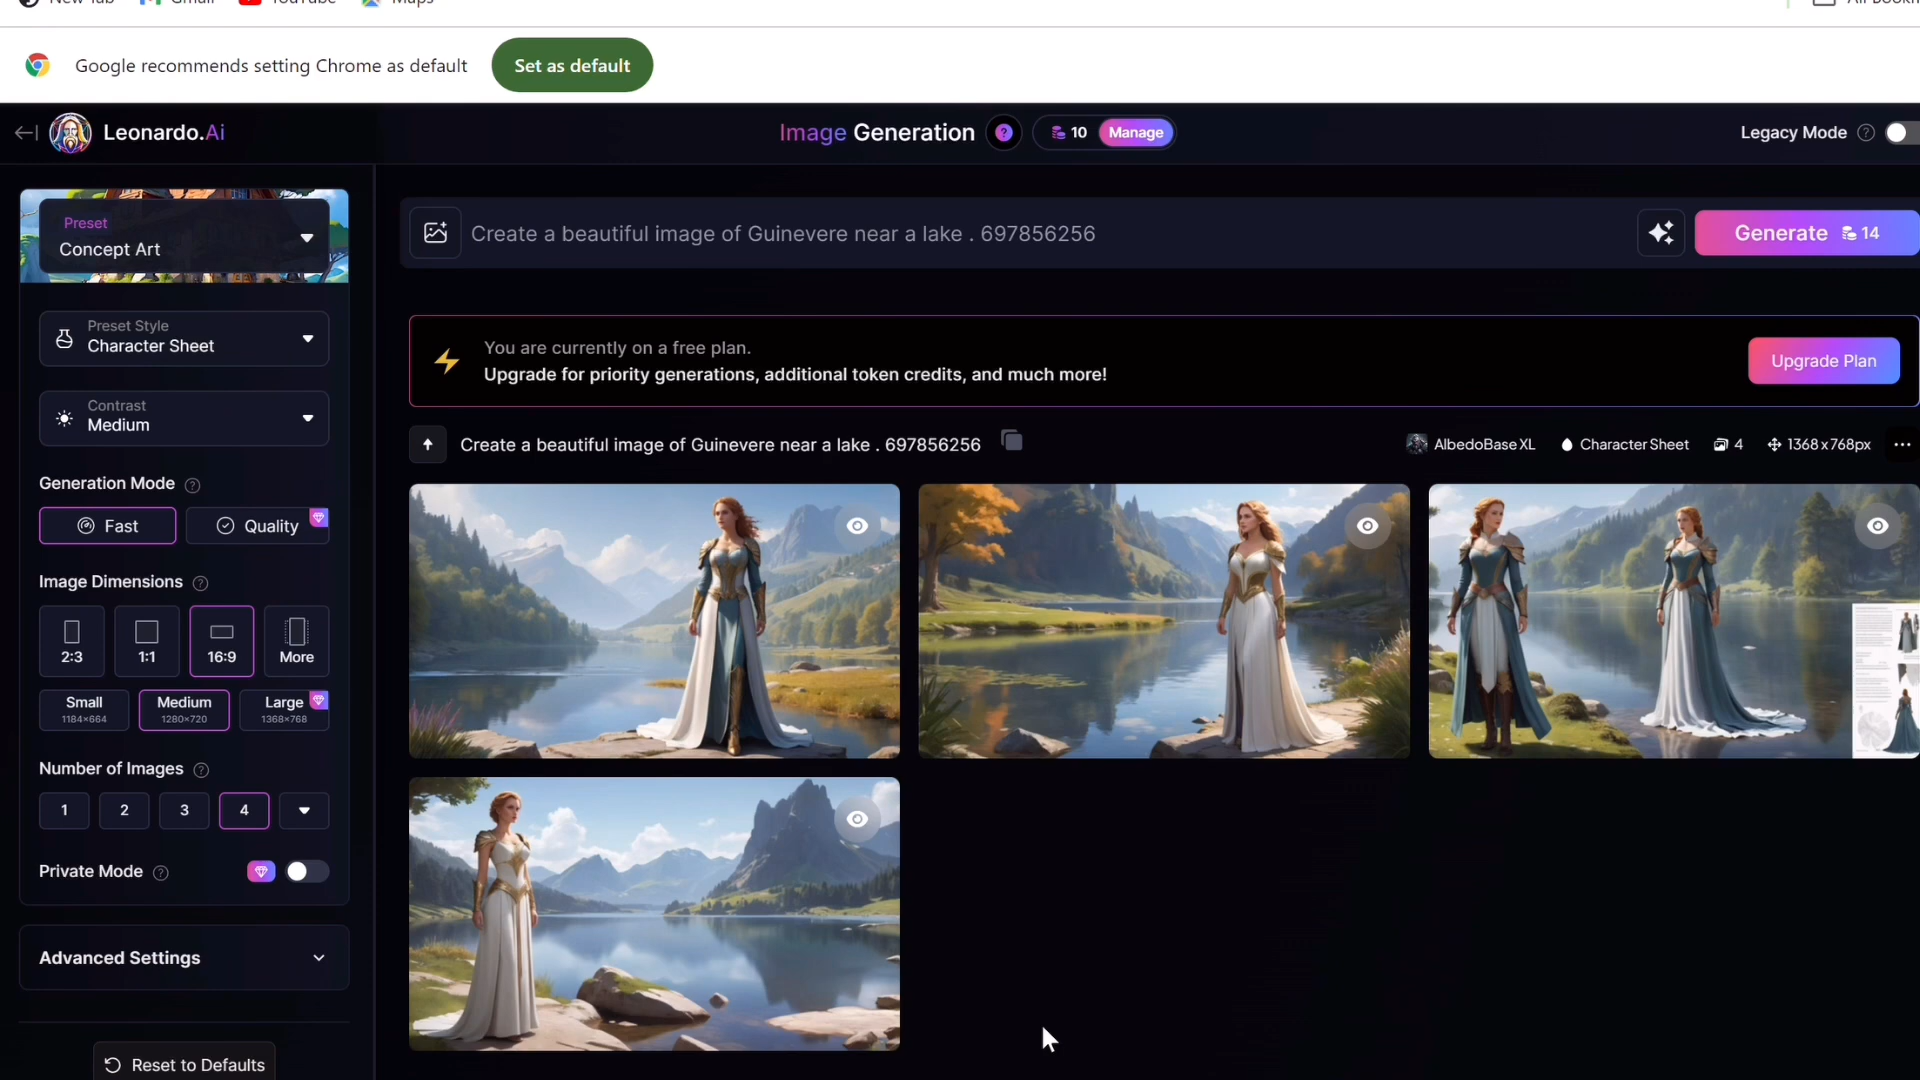 New Tab Gmail YouTube Maps
Google recommends setting Chrome as default Set as default
Leonardo.Ai
Image Generation ? 10 Manage
Legacy Mode ?
Preset
Concept Art
Create a beautiful image of Guinevere near a lake . 697856256
Generate 14
Preset Style
Character Sheet
You are currently on a free plan.
Upgrade for priority generations, additional token credits, and much more!
Upgrade Plan
Contrast
Medium
Create a beautiful image of Guinevere near a lake . 697856256
AlbedoBase XL Character Sheet 4 1368x768px
Generation Mode ?
Fast Quality
Image Dimensions ?
2:3 1:1 16:9 More
Small Medium Large
1184×664 1280×720 1368×768
Number of Images ?
1 2 3 4
Private Mode ?
Advanced Settings
Reset to Defaults